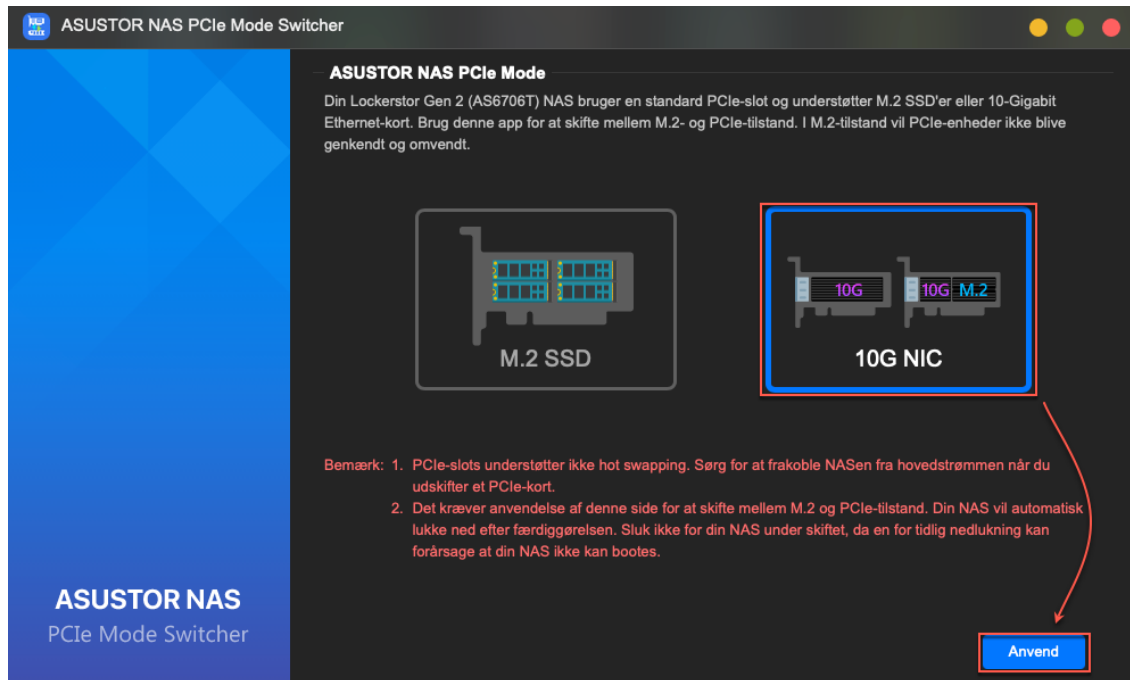 ASUSTOR NAS PCIe Mode Switcher
ASUSTOR NAS PCIe Mode
Din Lockerstor Gen 2 (AS6706T) NAS bruger en standard PCIe-slot og understøtter M.2 SSD'er eller 10-Gigabit
Ethernet-kort. Brug denne app for at skifte mellem M.2- og PCIe-tilstand. I M.2-tilstand vil PCIe-enheder ikke blive
genkendt og omvendt.
M.2 SSD
10G
10G M.2
10G NIC
Bemærk: 1. PCIe-slots understøtter ikke hot swapping. Sørg for at frakoble NASen fra hovedstrømmen når du
udskifter et PCIe-kort.
2. Det kræver anvendelse af denne side for at skifte mellem M.2 og PCIe-tilstand. Din NAS vil automatisk
lukke ned efter færdiggørelsen. Sluk ikke for din NAS under skiftet, da en for tidlig nedlukning kan
forårsage at din NAS ikke kan bootes.
ASUSTOR NAS
PCIe Mode Switcher
Anvend